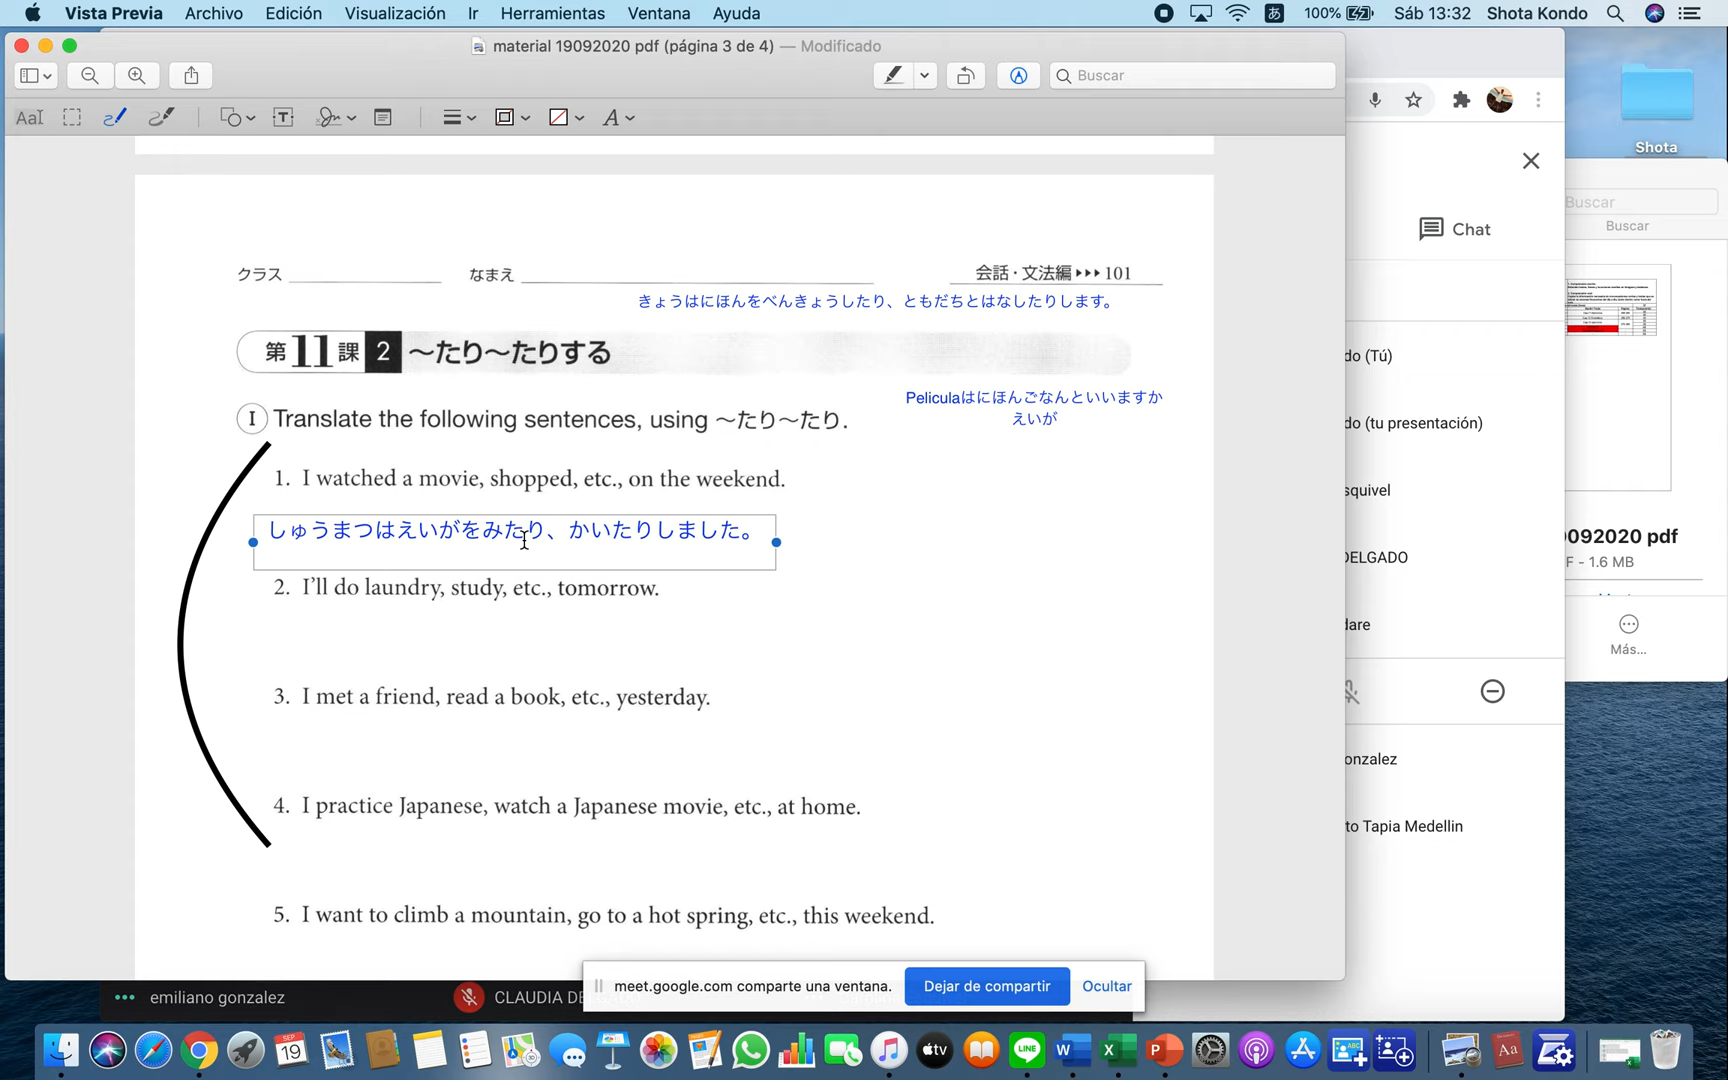 Vista Previa Archivo Edición Visualización Ir Herramientas Ventana Ayuda
あ 100% Sáb 13:32 Shota Kondo
material 19092020 pdf (página 3 de 4) — Modificado
Buscar
AaI T A
Shota
Buscar
Buscar
Chat
クラス なまえ 会話・文法編 ▸▸▸ 101
きょうはにほんをべんきょうしたり、ともだちとはなしたりします。
第11課 2 〜たり〜たりする
Peliculaはにほんごなんといいますか
えいが
I Translate the following sentences, using 〜たり〜たり.
1. I watched a movie, shopped, etc., on the weekend.
しゅうまつはえいがをみたり、かいたりしました。
2. I'll do laundry, study, etc., tomorrow.
3. I met a friend, read a book, etc., yesterday.
4. I practice Japanese, watch a Japanese movie, etc., at home.
5. I want to climb a mountain, go to a hot spring, etc., this weekend.
do (Tú)
do (tu presentación)
squivel
DELGADO
dare
onzalez
to Tapia Medellin
092020 pdf
F - 1.6 MB
Más...
meet.google.com comparte una ventana. Dejar de compartir Ocultar
emiliano gonzalez CLAUDIA DE
SEP
19
tv
LINE
W
X
P
ABC
Aa